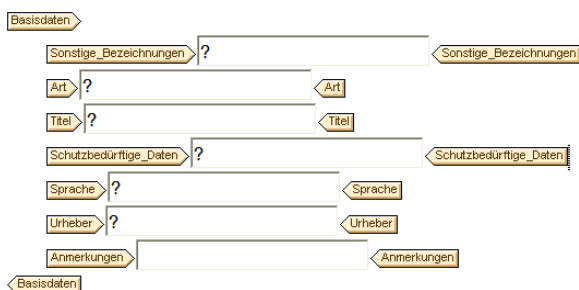 Basisdaten
Sonstige_Bezeichnungen ? Sonstige_Bezeichnungen
Art ? Art
Titel ? Titel
Schutzbedürftige_Daten ? Schutzbedürftige_Daten
Sprache ? Sprache
Urheber ? Urheber
Anmerkungen Anmerkungen
Basisdaten